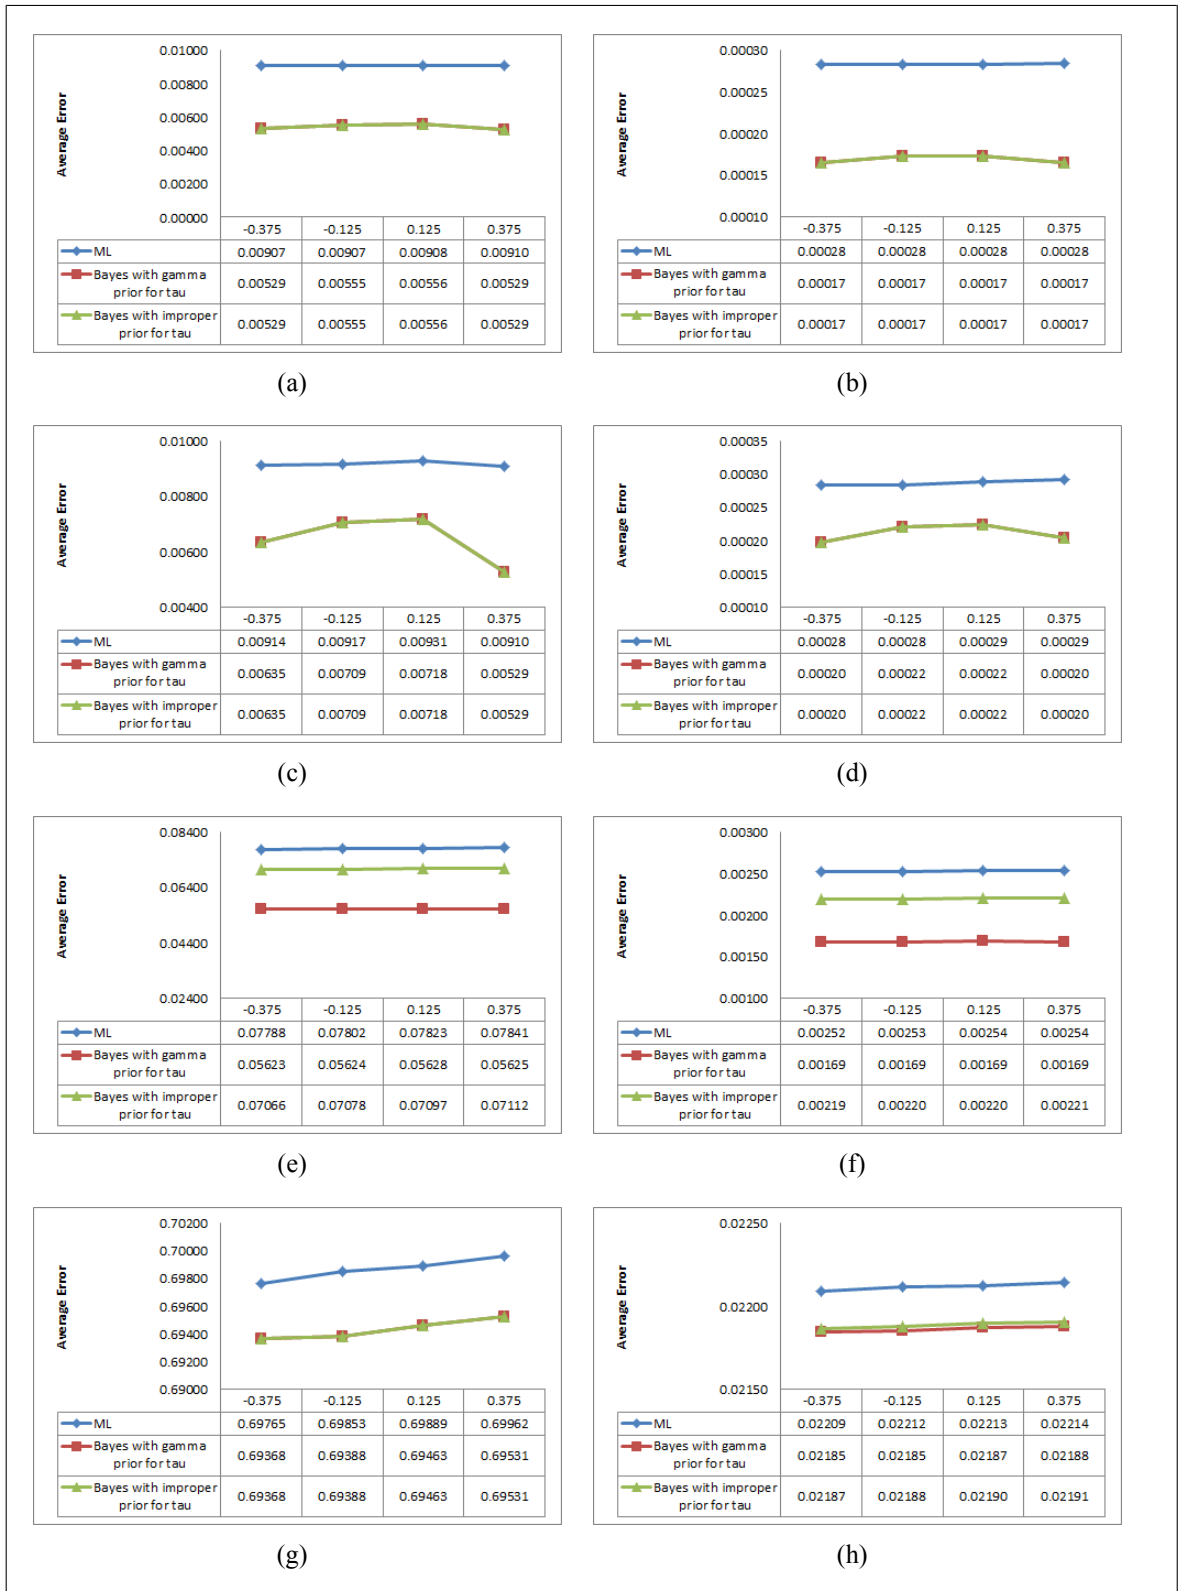 Average Error
0.01000
0.00800
0.00600
0.00400
0.00200
0.00000
-0.375 -0.125 0.125 0.375
ML 0.00907 0.00907 0.00908 0.00910
Bayes with gamma
prior for tau 0.00529 0.00555 0.00556 0.00529
Bayes with improper
prior for tau 0.00529 0.00555 0.00556 0.00529
(a)
Average Error
0.00030
0.00025
0.00020
0.00015
0.00010
-0.375 -0.125 0.125 0.375
ML 0.00028 0.00028 0.00028 0.00028
Bayes with gamma
prior for tau 0.00017 0.00017 0.00017 0.00017
Bayes with improper
prior for tau 0.00017 0.00017 0.00017 0.00017
(b)
Average Error
0.01000
0.00800
0.00600
0.00400
-0.375 -0.125 0.125 0.375
ML 0.00914 0.00917 0.00931 0.00910
Bayes with gamma
prior for tau 0.00635 0.00709 0.00718 0.00529
Bayes with improper
prior for tau 0.00635 0.00709 0.00718 0.00529
(c)
Average Error
0.00035
0.00030
0.00025
0.00020
0.00015
0.00010
-0.375 -0.125 0.125 0.375
ML 0.00028 0.00028 0.00029 0.00029
Bayes with gamma
prior for tau 0.00020 0.00022 0.00022 0.00020
Bayes with improper
prior for tau 0.00020 0.00022 0.00022 0.00020
(d)
Average Error
0.08400
0.06400
0.04400
0.02400
-0.375 -0.125 0.125 0.375
ML 0.07788 0.07802 0.07823 0.07841
Bayes with gamma
prior for tau 0.05623 0.05624 0.05628 0.05625
Bayes with improper
prior for tau 0.07066 0.07078 0.07097 0.07112
(e)
Average Error
0.00300
0.00250
0.00200
0.00150
0.00100
-0.375 -0.125 0.125 0.375
ML 0.00252 0.00253 0.00254 0.00254
Bayes with gamma
prior for tau 0.00169 0.00169 0.00169 0.00169
Bayes with improper
prior for tau 0.00219 0.00220 0.00220 0.00221
(f)
Average Error
0.70200
0.70000
0.69800
0.69600
0.69400
0.69200
0.69000
-0.375 -0.125 0.125 0.375
ML 0.69765 0.69853 0.69889 0.69962
Bayes with gamma
prior for tau 0.69368 0.69388 0.69463 0.69531
Bayes with improper
prior for tau 0.69368 0.69388 0.69463 0.69531
(g)
Average Error
0.02250
0.02200
0.02150
-0.375 -0.125 0.125 0.375
ML 0.02209 0.02212 0.02213 0.02214
Bayes with gamma
prior for tau 0.02185 0.02185 0.02187 0.02188
Bayes with improper
prior for tau 0.02187 0.02188 0.02190 0.02191
(h)